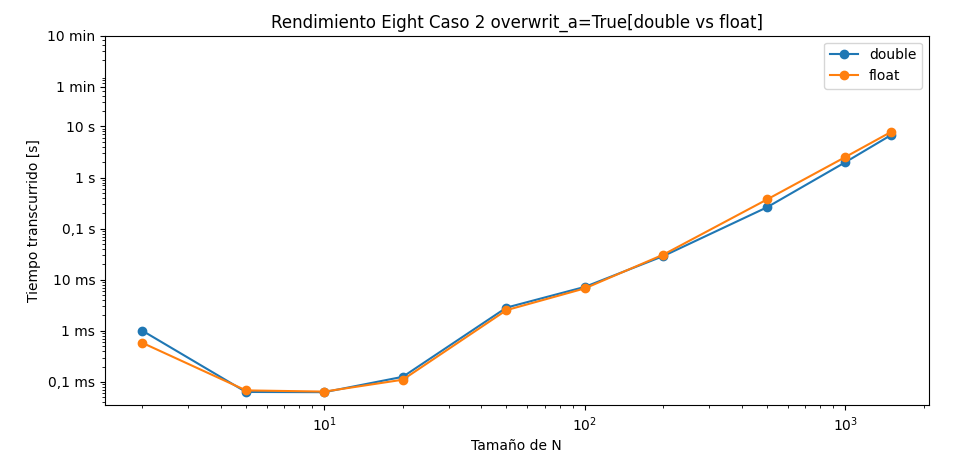 Rendimiento Eight Caso 2 overwrit_a=True[double vs float]
double
float
10 min
1 min
10 s
1 s
0,1 s
10 ms
1 ms
0,1 ms
Tiempo transcurrido [s]
10¹ 10² 10³
Tamaño de N